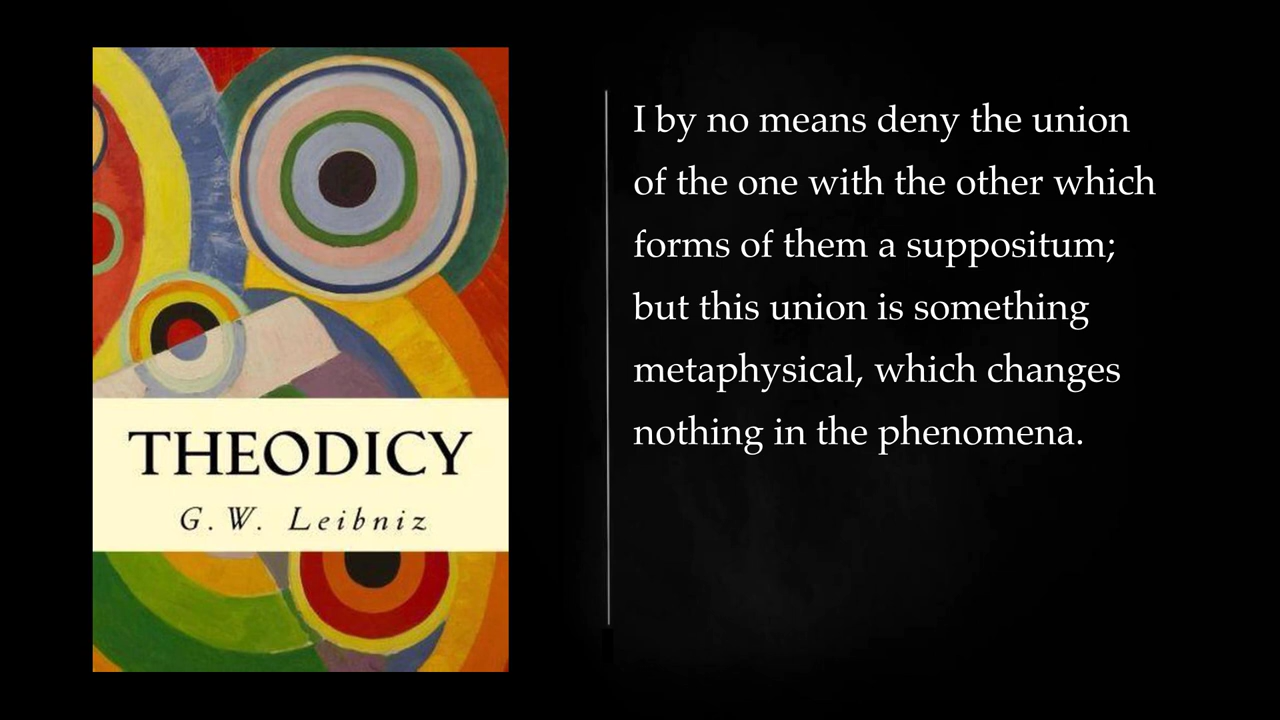 THEODICY
G. W. Leibniz
I by no means deny the union
of the one with the other which
forms of them a suppositum;
but this union is something
metaphysical, which changes
nothing in the phenomena.